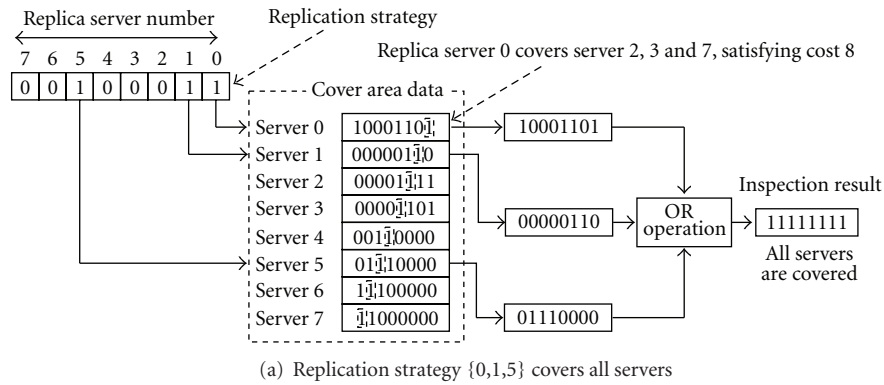 Replica server number
Replication strategy
7 6 5 4 3 2 1 0
0 0 1 0 0 0 1 1
Replica server 0 covers server 2, 3 and 7, satisfying cost 8
Cover area data
Server 0 10001101 10001101
Server 1 00000110
Server 2 00001111
Server 3 00001101
Server 4 00110000
Server 5 01110000
Server 6 11100000
Server 7 11000000
00000110
01110000
OR
operation
Inspection result
11111111
All servers
are covered
(a) Replication strategy {0,1,5} covers all servers